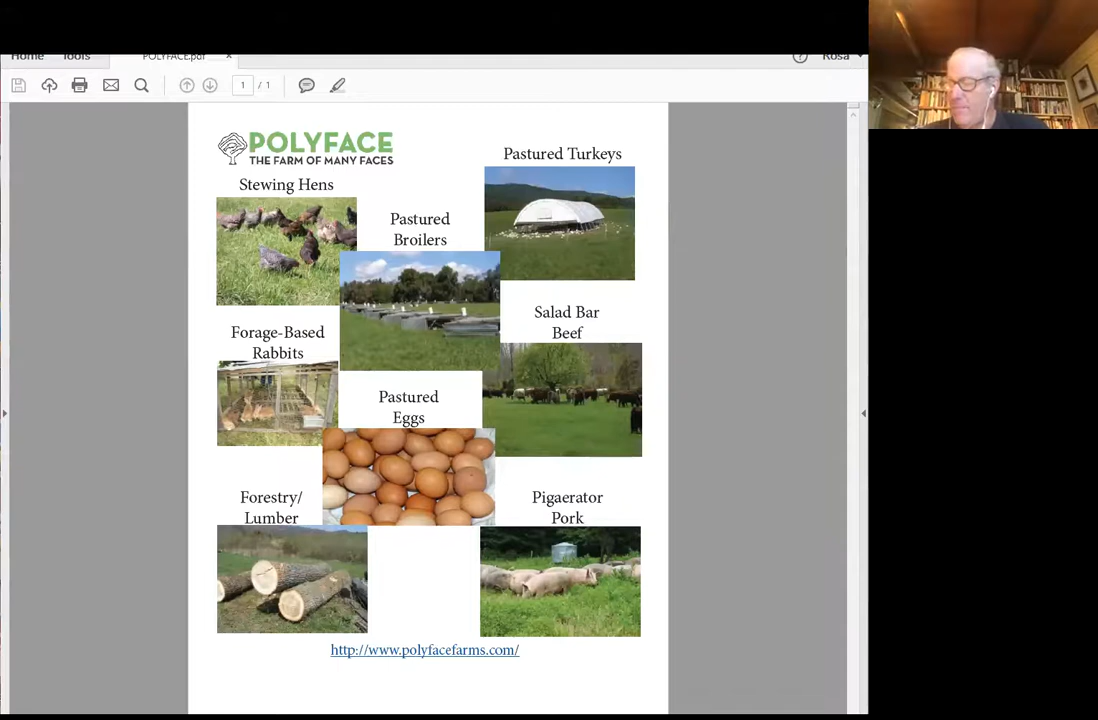 Home Tools POLYFACE.pdf × Rosa
1 / 1
POLYFACE
THE FARM OF MANY FACES
Pastured Turkeys
Stewing Hens
Pastured
Broilers
Salad Bar
Beef
Forage-Based
Rabbits
Pastured
Eggs
Forestry/
Lumber
Pigaerator
Pork
http://www.polyfacefarms.com/